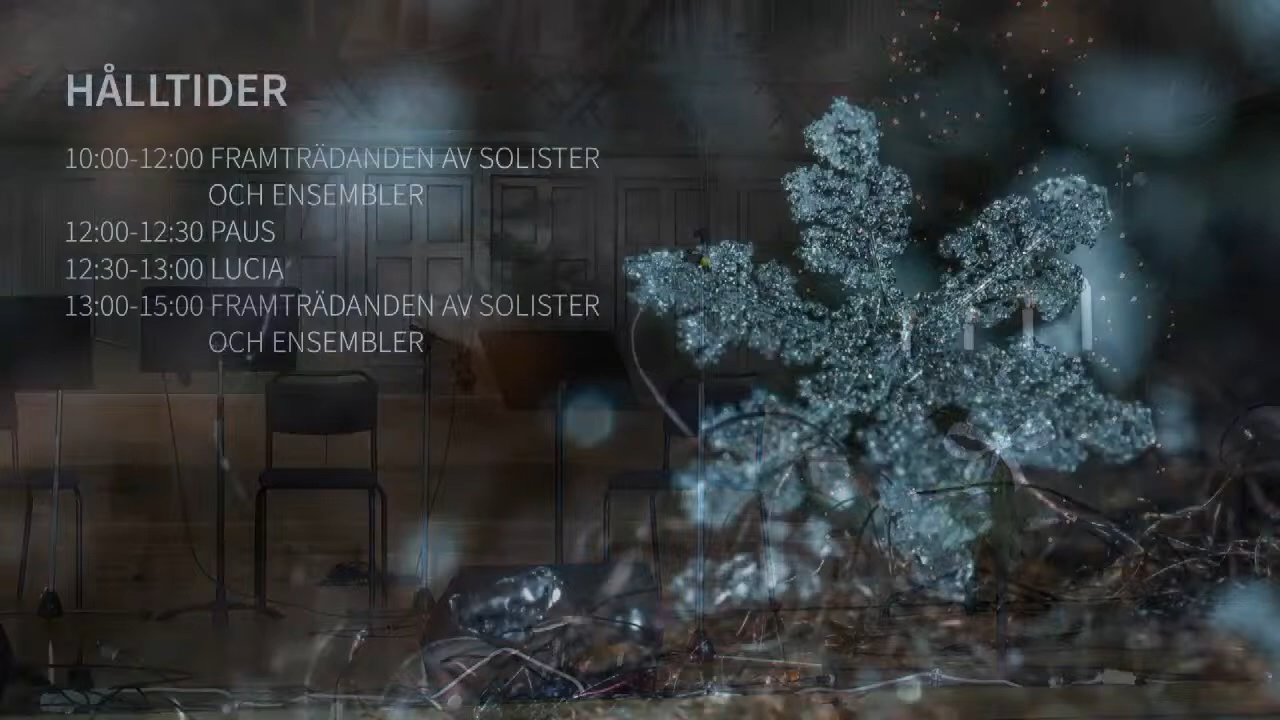 HÅLLTIDER
10:00-12:00 FRAMTRÄDANDEN AV SOLISTER
OCH ENSEMBLER
12:00-12:30 PAUS
12:30-13:00 LUCIA
13:00-15:00 FRAMTRÄDANDEN AV SOLISTER
OCH ENSEMBLER